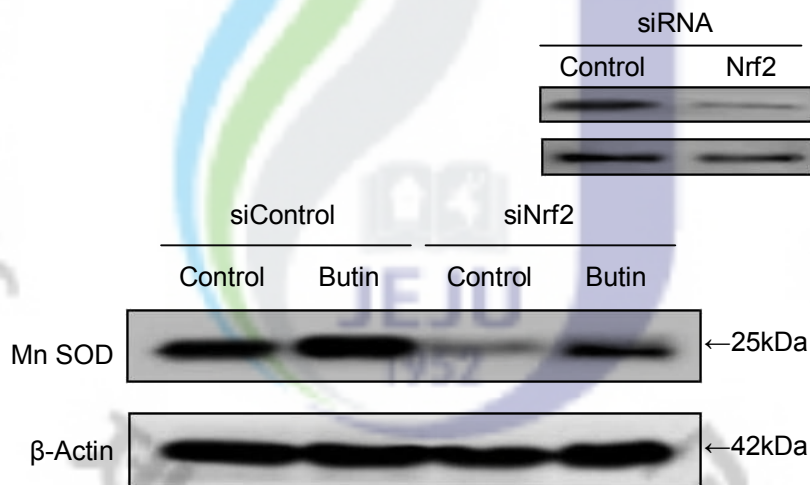 siRNA
Control Nrf2
siControl siNrf2
Control Butin Control Butin
JEJU
Mn SOD ←25kDa
1952
β-Actin ←42kDa